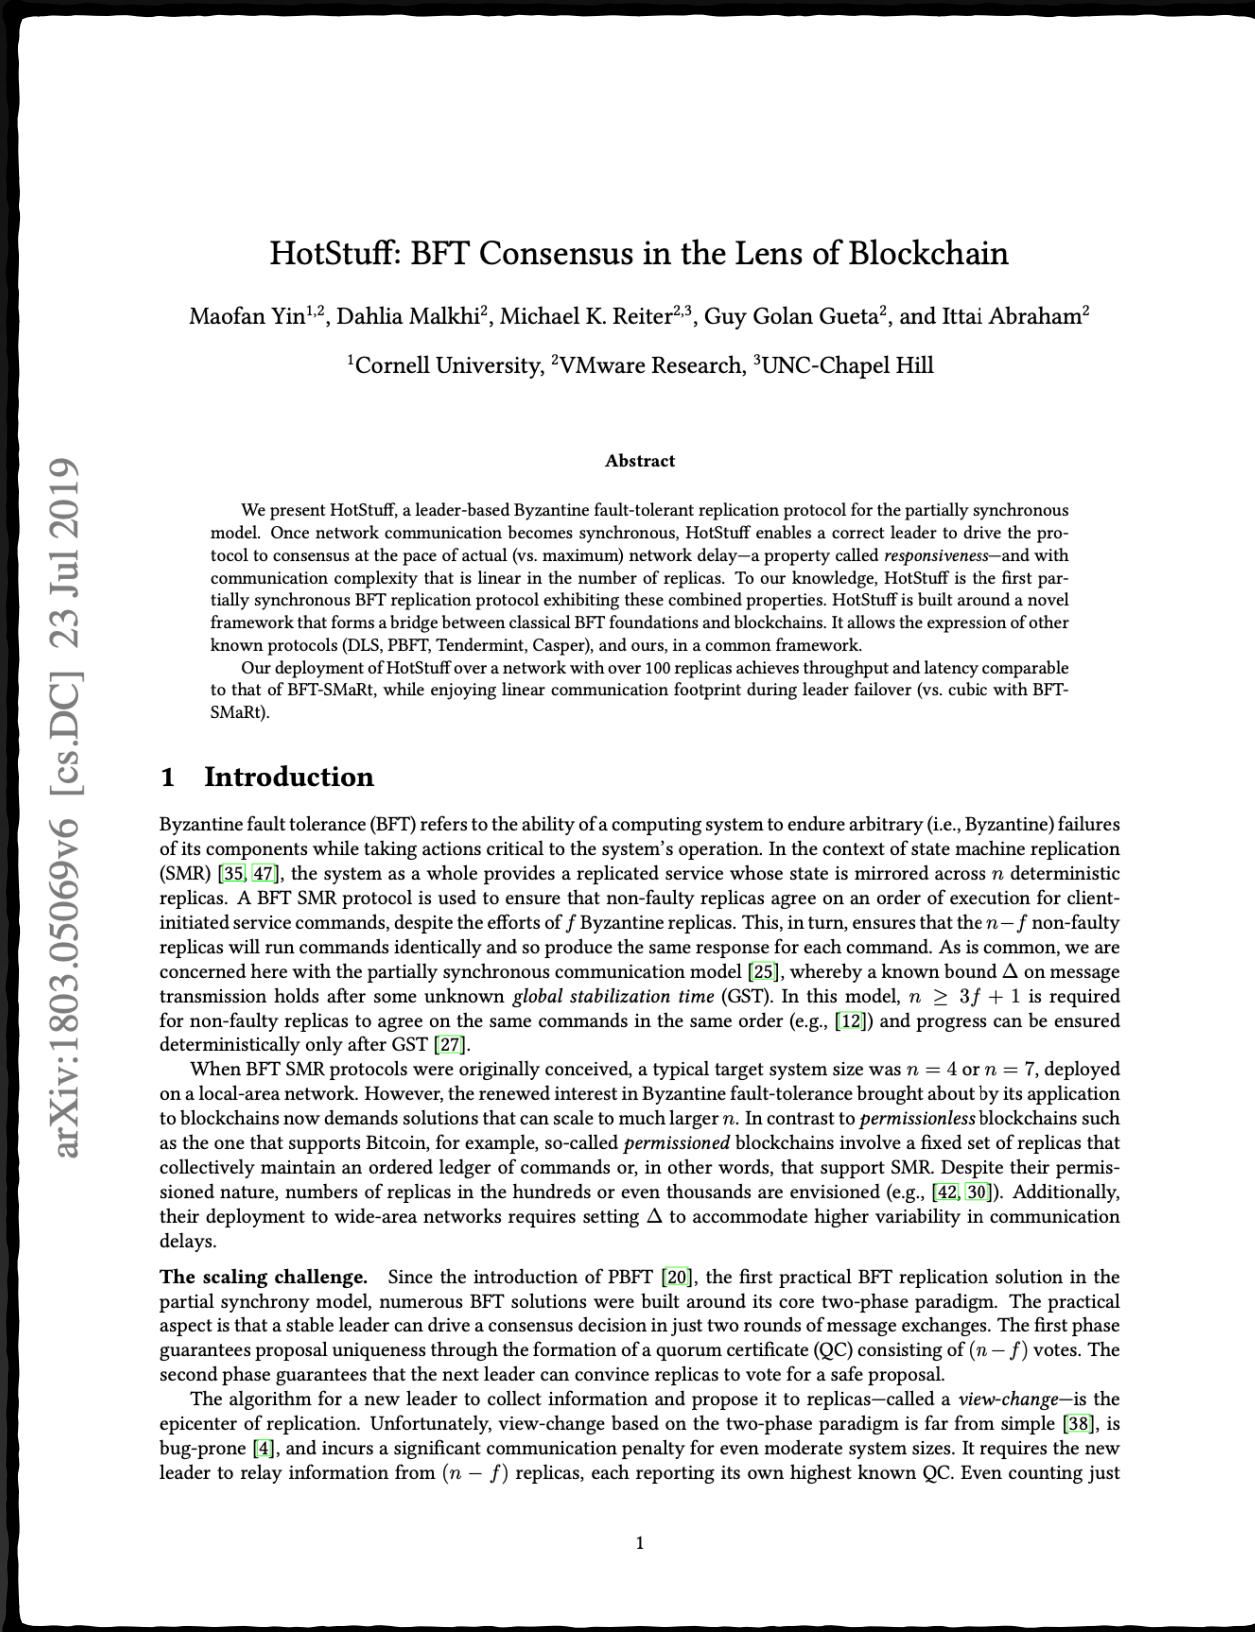 HotStuff: BFT Consensus in the Lens of Blockchain
Maofan Yin1,2, Dahlia Malkhi2, Michael K. Reiter2,3, Guy Golan Gueta2, and Ittai Abraham2
1Cornell University, 2VMware Research, 3UNC-Chapel Hill
Abstract
We present HotStuff, a leader-based Byzantine fault-tolerant replication protocol for the partially synchronous
model. Once network communication becomes synchronous, HotStuff enables a correct leader to drive the pro-
tocol to consensus at the pace of actual (vs. maximum) network delay—a property called responsiveness—and with
communication complexity that is linear in the number of replicas. To our knowledge, HotStuff is the first par-
tially synchronous BFT replication protocol exhibiting these combined properties. HotStuff is built around a novel
framework that forms a bridge between classical BFT foundations and blockchains. It allows the expression of other
known protocols (DLS, PBFT, Tendermint, Casper), and ours, in a common framework.
Our deployment of HotStuff over a network with over 100 replicas achieves throughput and latency comparable
to that of BFT-SMaRt, while enjoying linear communication footprint during leader failover (vs. cubic with BFT-
SMaRt).
1 Introduction
Byzantine fault tolerance (BFT) refers to the ability of a computing system to endure arbitrary (i.e., Byzantine) failures
of its components while taking actions critical to the system's operation. In the context of state machine replication
(SMR) [35, 47], the system as a whole provides a replicated service whose state is mirrored across n deterministic
replicas. A BFT SMR protocol is used to ensure that non-faulty replicas agree on an order of execution for client-
initiated service commands, despite the efforts of f Byzantine replicas. This, in turn, ensures that the n − f non-faulty
replicas will run commands identically and so produce the same response for each command. As is common, we are
concerned here with the partially synchronous communication model [25], whereby a known bound Δ on message
transmission holds after some unknown global stabilization time (GST). In this model, n ≥ 3f + 1 is required
for non-faulty replicas to agree on the same commands in the same order (e.g., [12]) and progress can be ensured
deterministically only after GST [27].
When BFT SMR protocols were originally conceived, a typical target system size was n = 4 or n = 7, deployed
on a local-area network. However, the renewed interest in Byzantine fault-tolerance brought about by its application
to blockchains now demands solutions that can scale to much larger n. In contrast to permissionless blockchains such
as the one that supports Bitcoin, for example, so-called permissioned blockchains involve a fixed set of replicas that
collectively maintain an ordered ledger of commands or, in other words, that support SMR. Despite their permis-
sioned nature, numbers of replicas in the hundreds or even thousands are envisioned (e.g., [42, 30]). Additionally,
their deployment to wide-area networks requires setting Δ to accommodate higher variability in communication
delays.
The scaling challenge. Since the introduction of PBFT [20], the first practical BFT replication solution in the
partial synchrony model, numerous BFT solutions were built around its core two-phase paradigm. The practical
aspect is that a stable leader can drive a consensus decision in just two rounds of message exchanges. The first phase
guarantees proposal uniqueness through the formation of a quorum certificate (QC) consisting of (n − f) votes. The
second phase guarantees that the next leader can convince replicas to vote for a safe proposal.
The algorithm for a new leader to collect information and propose it to replicas—called a view-change—is the
epicenter of replication. Unfortunately, view-change based on the two-phase paradigm is far from simple [38], is
bug-prone [4], and incurs a significant communication penalty for even moderate system sizes. It requires the new
leader to relay information from (n − f) replicas, each reporting its own highest known QC. Even counting just
1
arXiv:1803.05069v6 [cs.DC] 23 Jul 2019